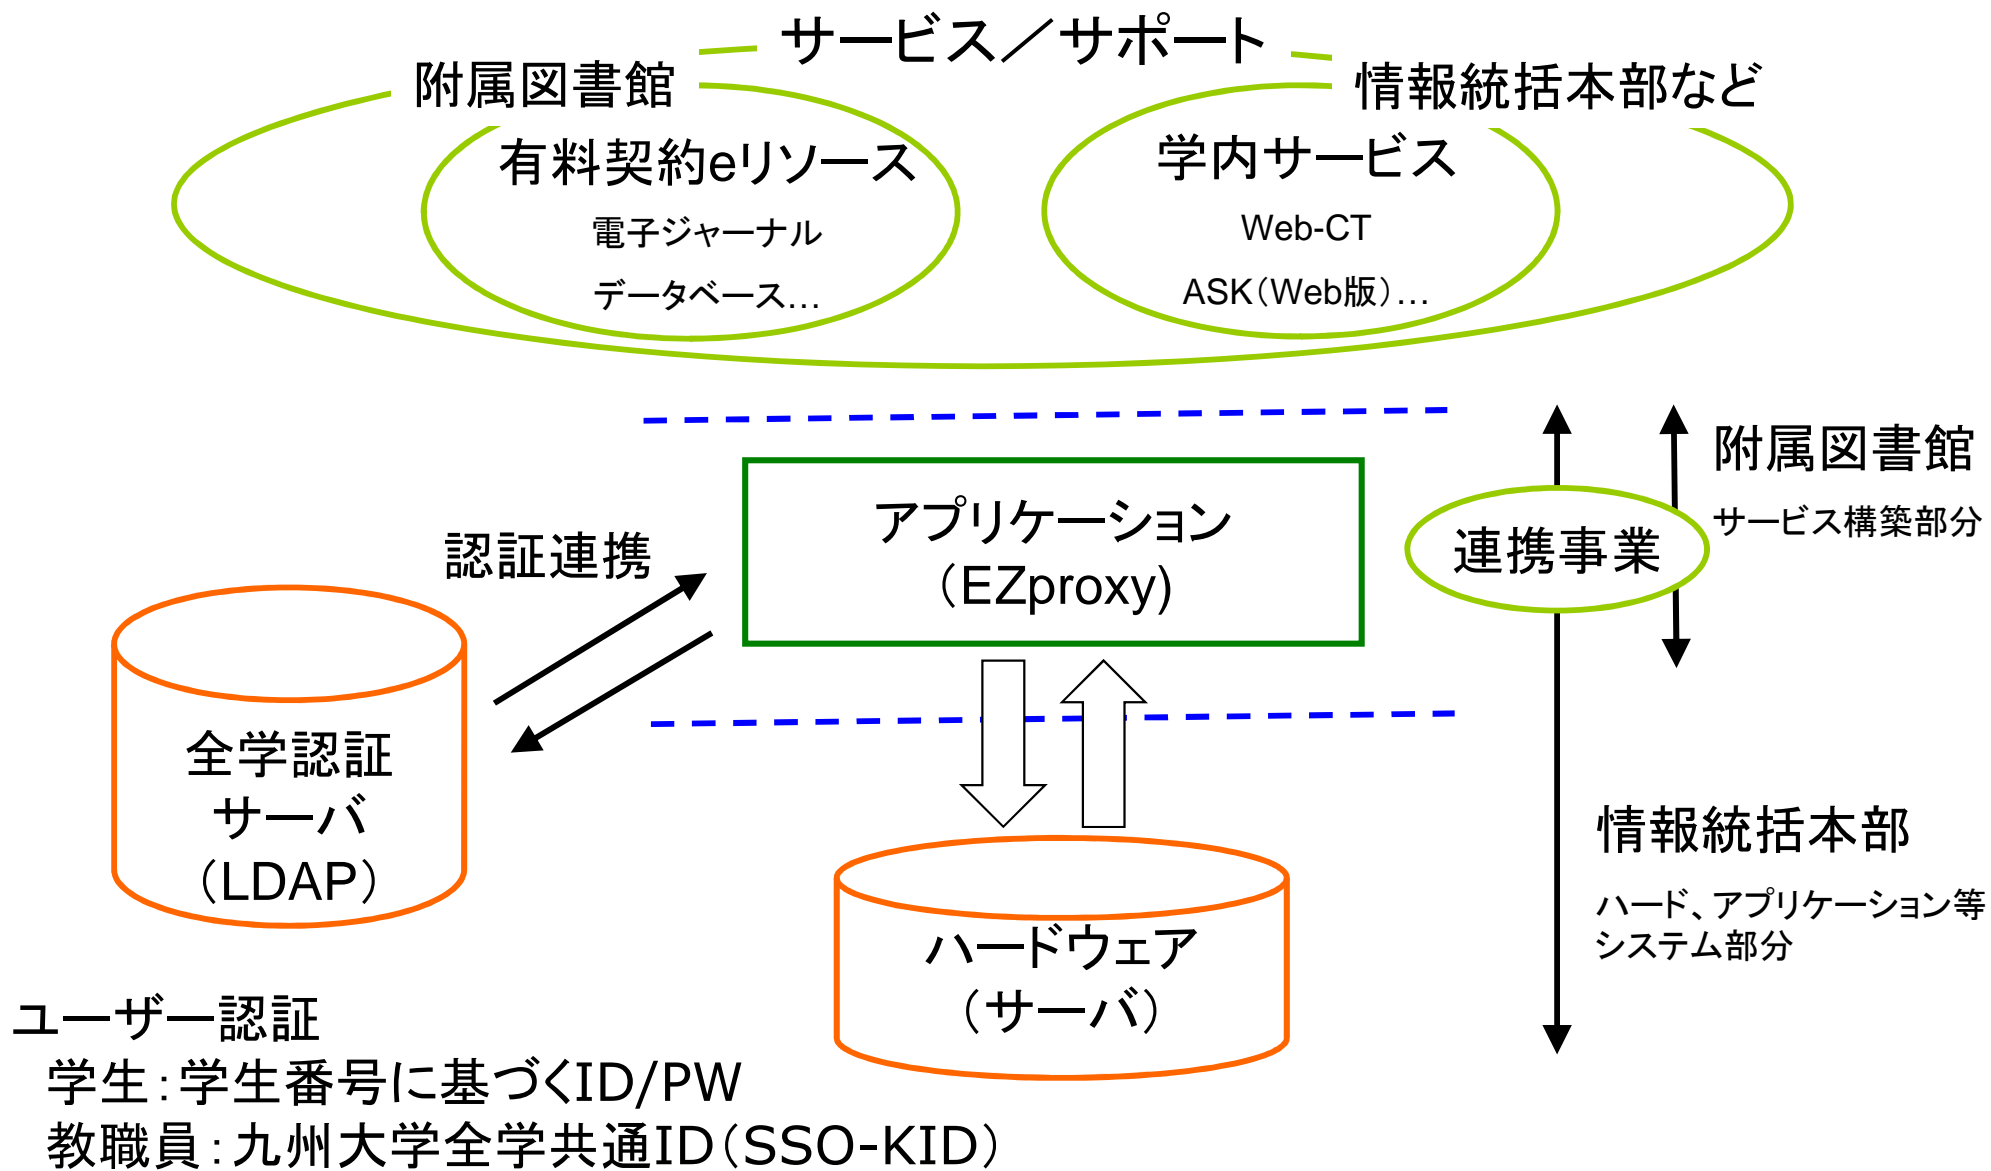 サービス／サポート
附属図書館
情報統括本部など
有料契約eリソース
電子ジャーナル
データベース…
学内サービス
Web-CT
ASK（Web版）…
附属図書館
サービス構築部分
アプリケーション
（EZproxy)
連携事業
認証連携
全学認証
サーバ
（LDAP）
情報統括本部
ハード、アプリケーション等
システム部分
ハードウェア
（サーバ）
ユーザー認証
学生：学生番号に基づくID/PW
教職員：九州大学全学共通ID（SSO-KID）